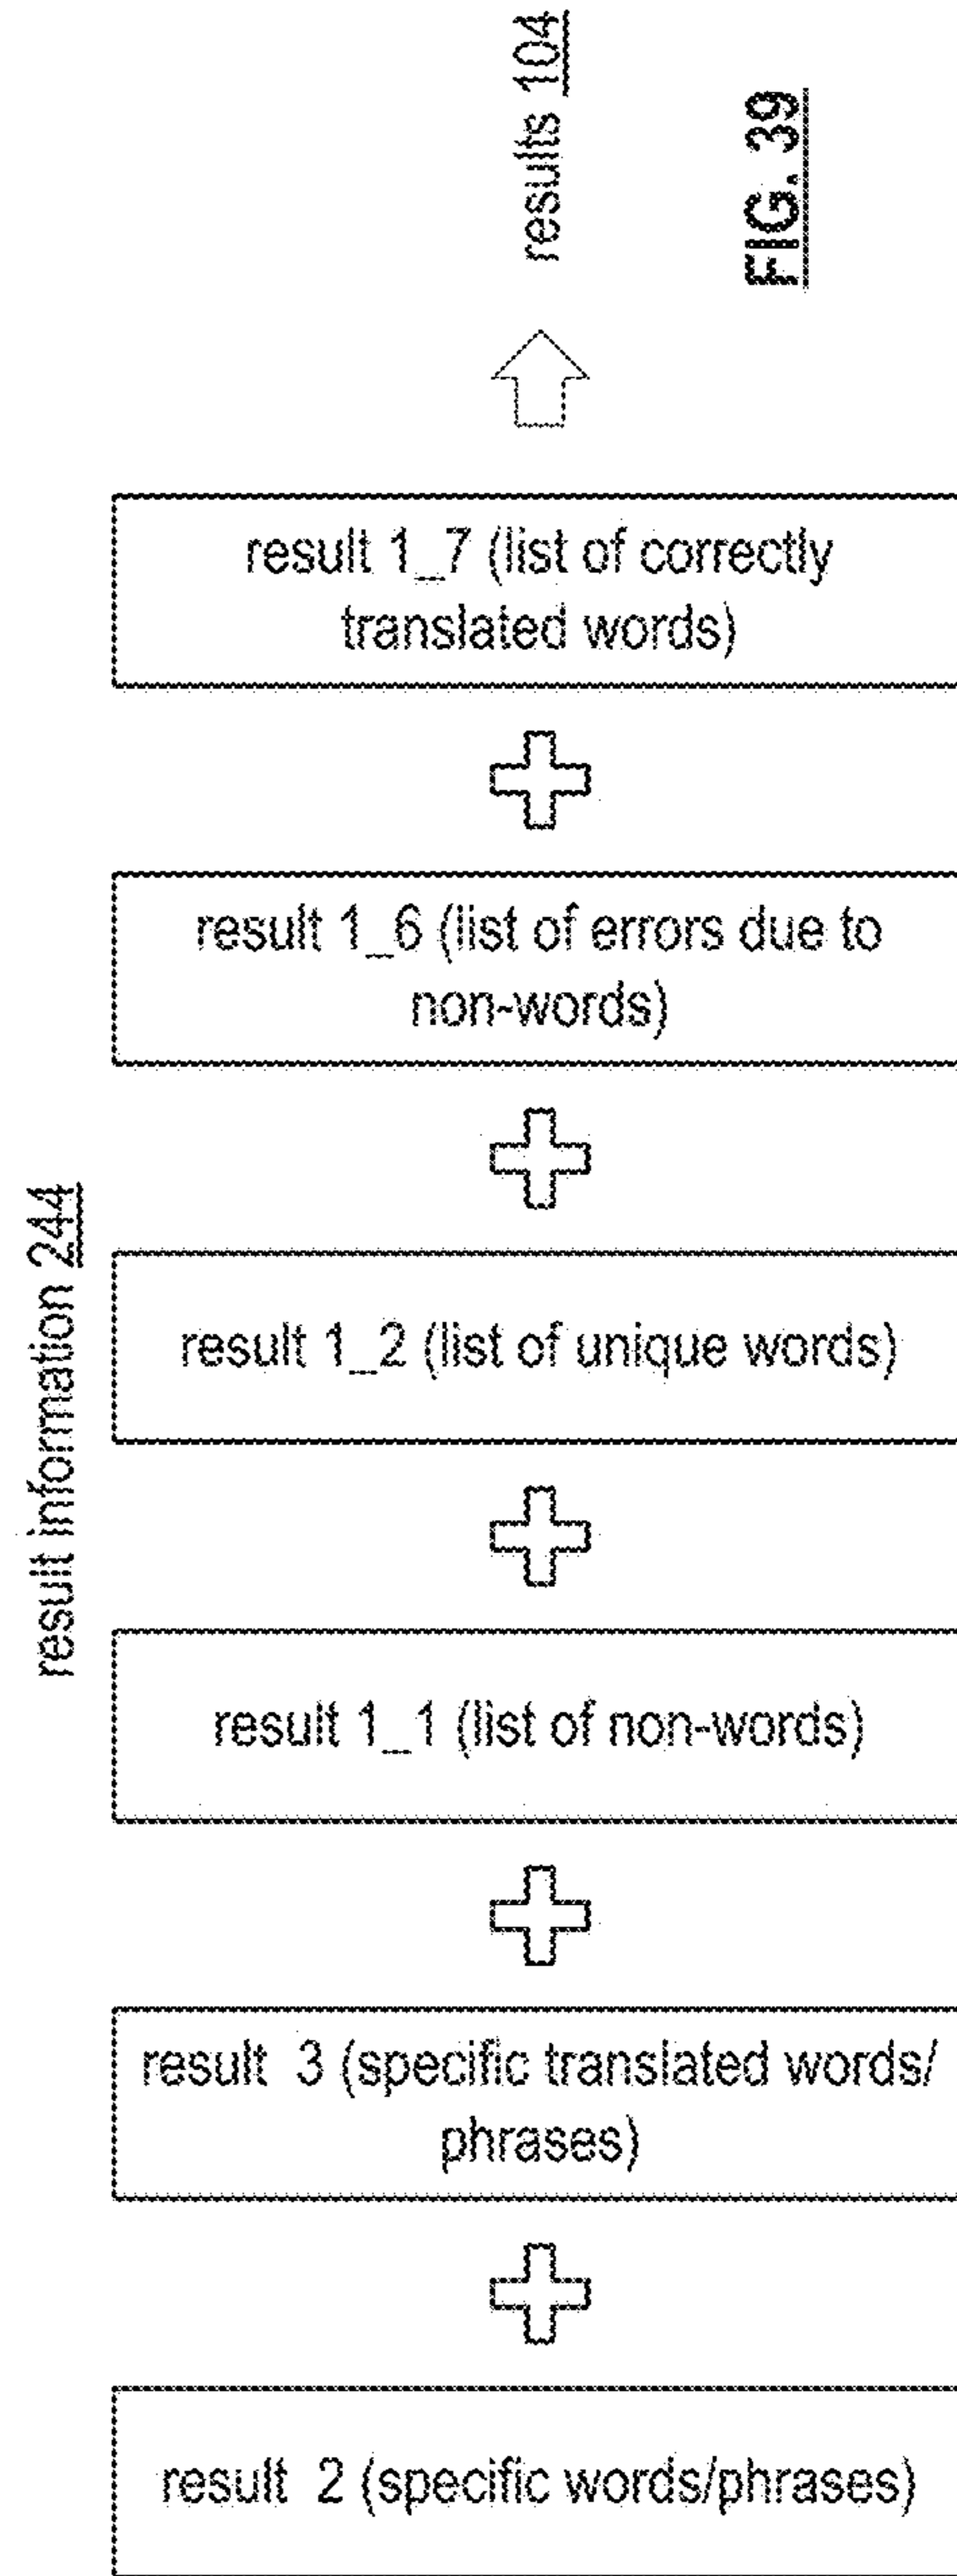 results 104
FIG. 39
result 1_7 (list of correctly
translated words)
result 1_6 (list of errors due to
non-words)
result information 244
result 1_2 (list of unique words)
result 1_1 (list of non-words)
result 3 (specific translated words/
phrases)
result 2 (specific words/phrases)